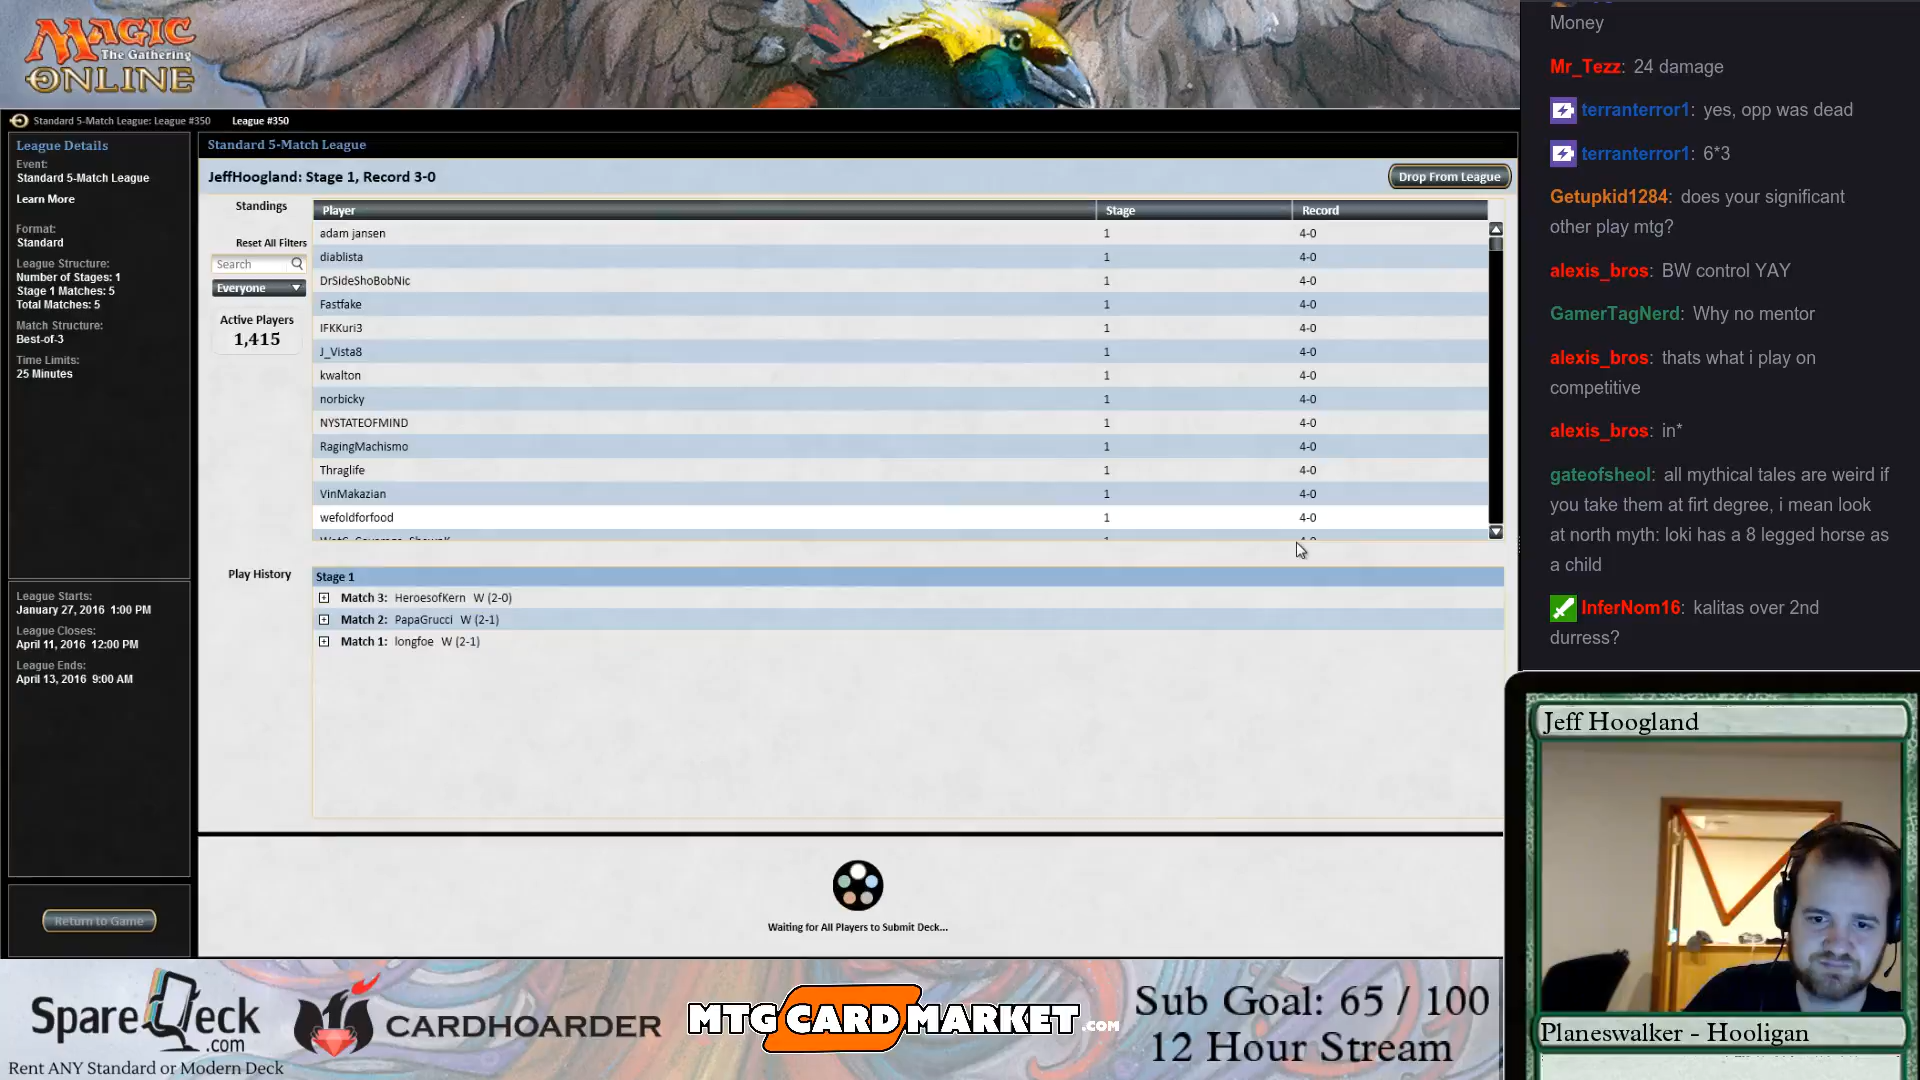 MAGIC
The Gathering
ONLINE
Standard 5-Match League: League #350
League #350
League Details
Event:
Standard 5-Match League
Learn More
Format:
Standard
League Structure:
Number of Stages: 1
Stage 1 Matches: 5
Total Matches: 5
Match Structure:
Best-of-3
Time Limits:
25 Minutes
League Starts:
January 27, 2016 1:00 PM
League Closes:
April 11, 2016 12:00 PM
League Ends:
April 13, 2016 9:00 AM
Return to Game
Standard 5-Match League
JeffHoogland: Stage 1, Record 3-0
Drop From League
Standings
Reset All Filters
Search
Everyone
Active Players
1,415
Player Stage Record
adam jansen 1 4-0
diablista 1 4-0
DrSideShoBobNic 1 4-0
Fastfake 1 4-0
IFKKuri3 1 4-0
J_Vista8 1 4-0
kwalton 1 4-0
norbicky 1 4-0
NYSTATEOFMIND 1 4-0
RagingMachismo 1 4-0
Thraglife 1 4-0
VinMakazian 1 4-0
wefoldforfood 1 4-0
Play History
Stage 1
Match 3: HeroesofKern W (2-0)
Match 2: PapaGrucci W (2-1)
Match 1: longfoe W (2-1)
Waiting for All Players to Submit Deck...
Money
Mr_Tezz: 24 damage
terranterror1: yes, opp was dead
terranterror1: 6*3
Getupkid1284: does your significant
other play mtg?
alexis_bros: BW control YAY
GamerTagNerd: Why no mentor
alexis_bros: thats what i play on
competitive
alexis_bros: in*
gateofsheol: all mythical tales are weird if
you take them at firt degree, i mean look
at north myth: loki has a 8 legged horse as
a child
InferNom16: kalitas over 2nd
durress?
Jeff Hoogland
Planeswalker - Hooligan
SpareDeck
.com
Rent ANY Standard or Modern Deck
CARDHOARDER
MTG CARD MARKET.COM
Sub Goal: 65 / 100
12 Hour Stream